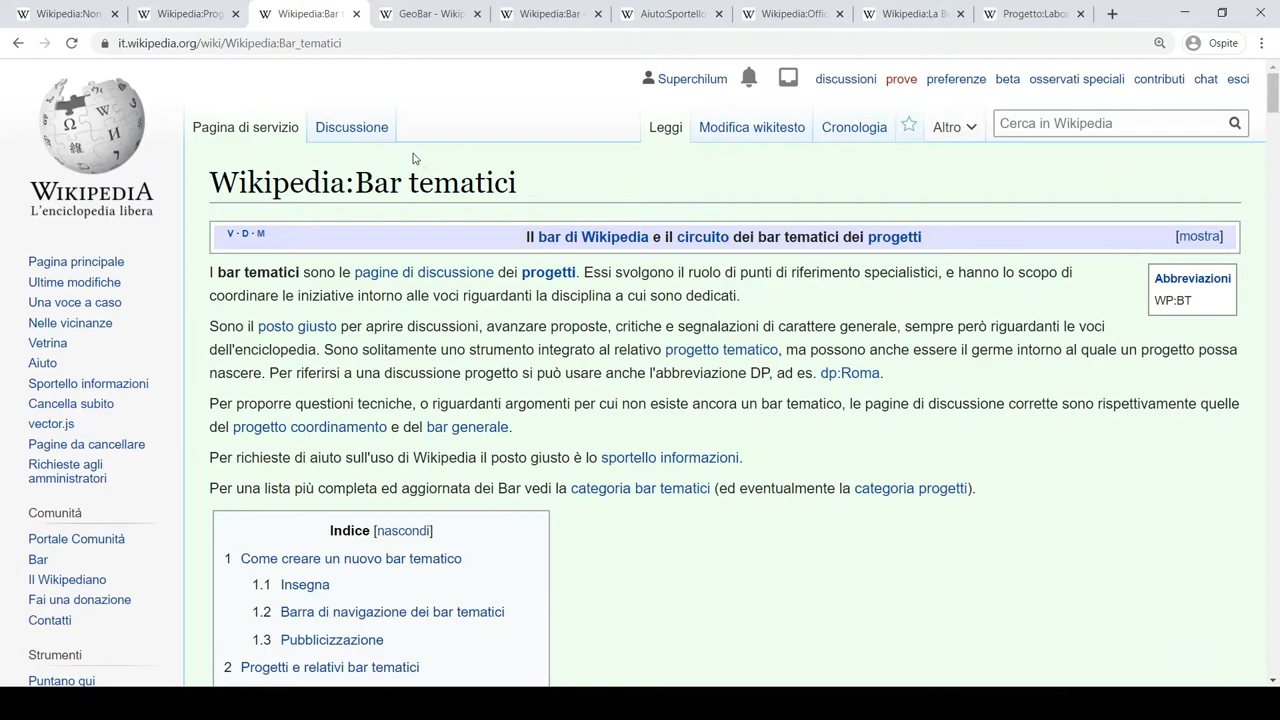 Wikipedia:Non
Wikipedia:Prog
Wikipedia:Bar t
GeoBar - Wikip
Wikipedia:Bar -
Aiuto:Sportello
Wikipedia:Offic
Wikipedia:La B
Progetto:Labor
it.wikipedia.org/wiki/Wikipedia:Bar_tematici
Ospite
Superchilum
discussioni prove preferenze beta osservati speciali contributi chat esci
Pagina di servizio Discussione Leggi Modifica wikitesto Cronologia Altro Cerca in Wikipedia
WIKIPEDIA
L'enciclopedia libera
Pagina principale
Ultime modifiche
Una voce a caso
Nelle vicinanze
Vetrina
Aiuto
Sportello informazioni
Cancella subito
vector.js
Pagine da cancellare
Richieste agli
amministratori
Comunità
Portale Comunità
Bar
Il Wikipediano
Fai una donazione
Contatti
Strumenti
Puntano qui
Wikipedia:Bar tematici
V · D · M Il bar di Wikipedia e il circuito dei bar tematici dei progetti [mostra]
I bar tematici sono le pagine di discussione dei progetti. Essi svolgono il ruolo di punti di riferimento specialistici, e hanno lo scopo di
coordinare le iniziative intorno alle voci riguardanti la disciplina a cui sono dedicati.
Abbreviazioni
WP:BT
Sono il posto giusto per aprire discussioni, avanzare proposte, critiche e segnalazioni di carattere generale, sempre però riguardanti le voci
dell'enciclopedia. Sono solitamente uno strumento integrato al relativo progetto tematico, ma possono anche essere il germe intorno al quale un progetto possa
nascere. Per riferirsi a una discussione progetto si può usare anche l'abbreviazione DP, ad es. dp:Roma.
Per proporre questioni tecniche, o riguardanti argomenti per cui non esiste ancora un bar tematico, le pagine di discussione corrette sono rispettivamente quelle
del progetto coordinamento e del bar generale.
Per richieste di aiuto sull'uso di Wikipedia il posto giusto è lo sportello informazioni.
Per una lista più completa ed aggiornata dei Bar vedi la categoria bar tematici (ed eventualmente la categoria progetti).
Indice [nascondi]
1 Come creare un nuovo bar tematico
1.1 Insegna
1.2 Barra di navigazione dei bar tematici
1.3 Pubblicizzazione
2 Progetti e relativi bar tematici